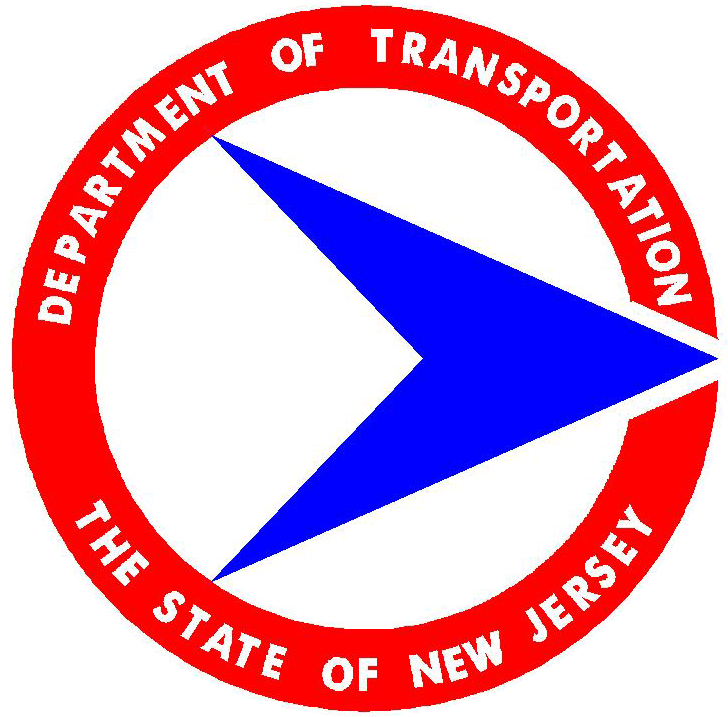 DEPARTMENT OF TRANSPORTATION
THE STATE OF NEW JERSEY